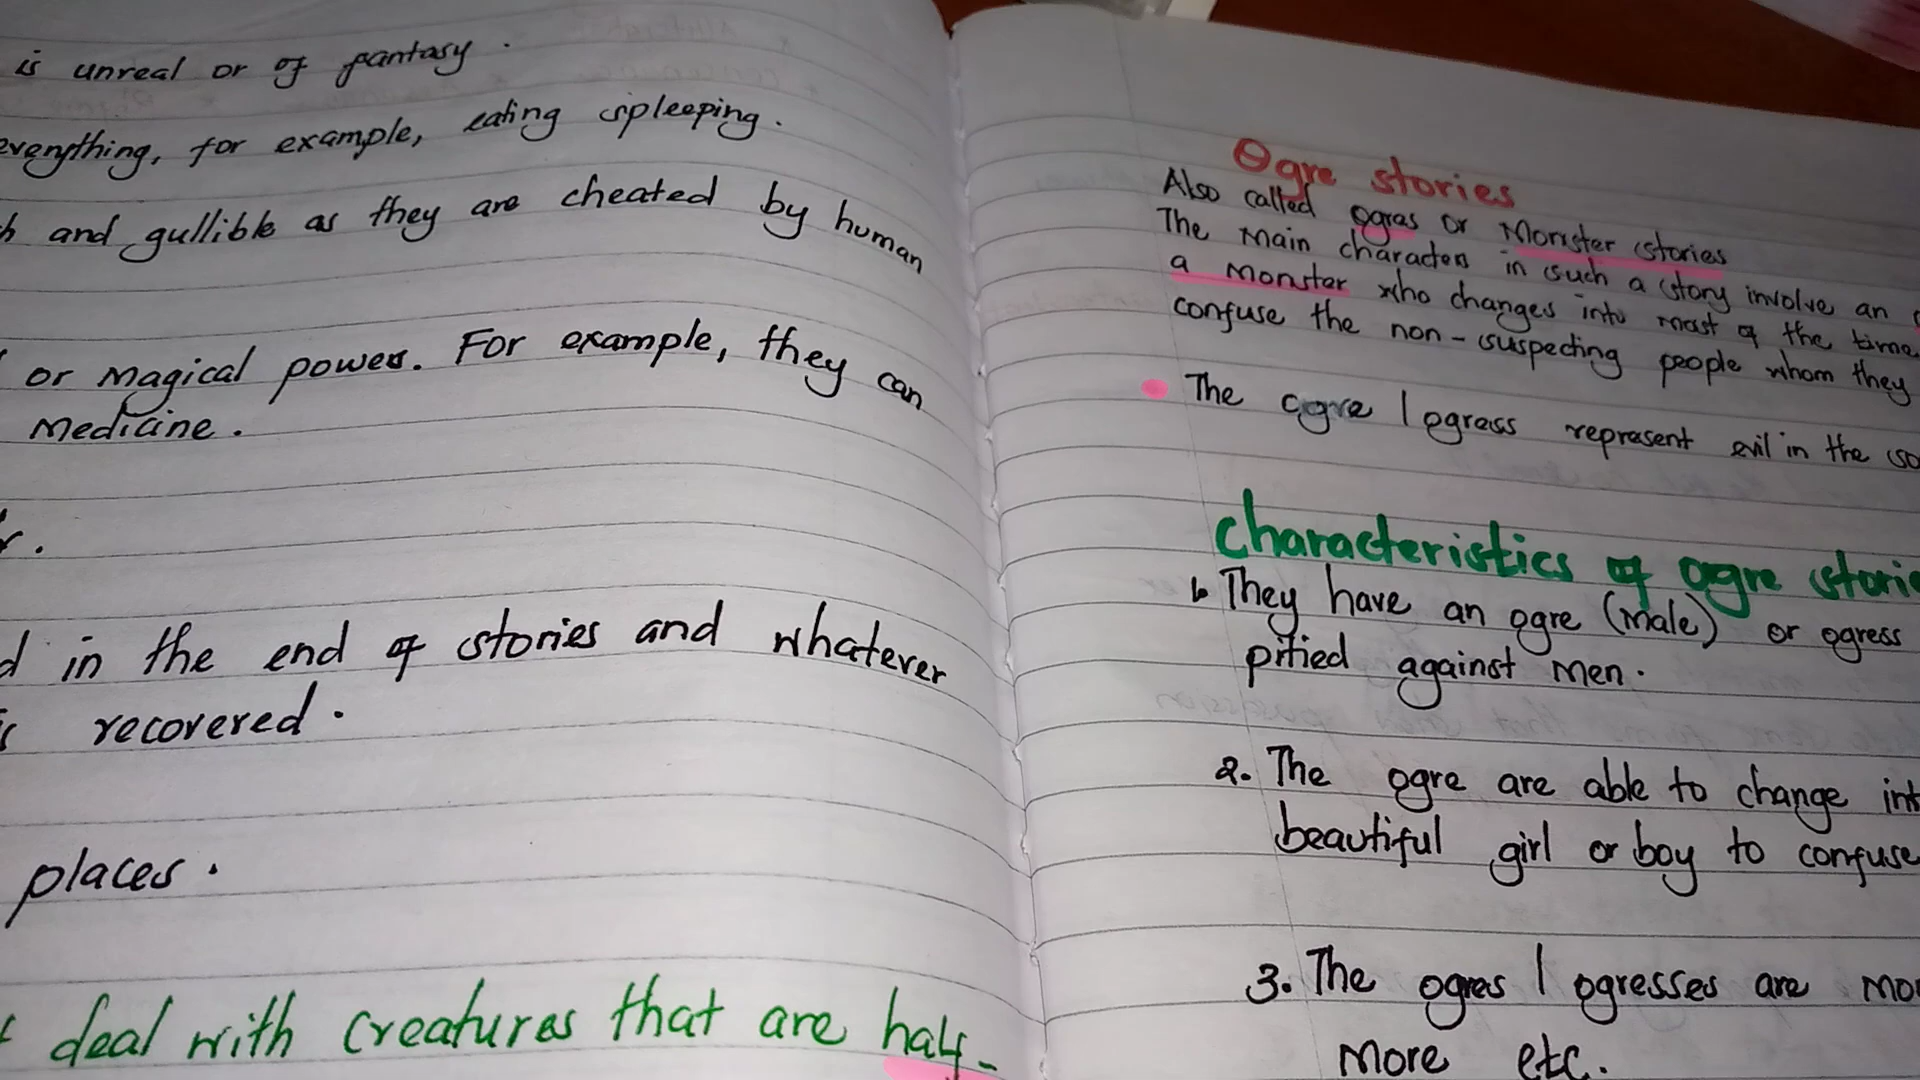 is unreal or of fantasy.
everything, for example, eating spleeping.
and gullible as they are cheated by human
or magical power. For example, they can
medicine.
in the end of stories and whatever
recovered.
places.
deal with creatures that are half-
Ogre stories
Also called ogres or Monster stories
The main characters in such a story involve an
a monster who changes into most of the time
confuse the non-suspecting people whom they
The ogre / ogress represent evil in the
Characteristics of ogre stories
1. They have an ogre (male) or ogress
pitied against men.
2. The ogre are able to change into
beautiful girl or boy to confuse
3. The ogres / ogresses are
more etc.